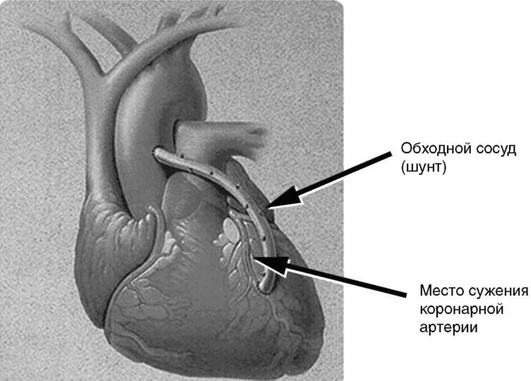 Обходной сосуд
(шунт)
Место сужения
коронарной
артерии